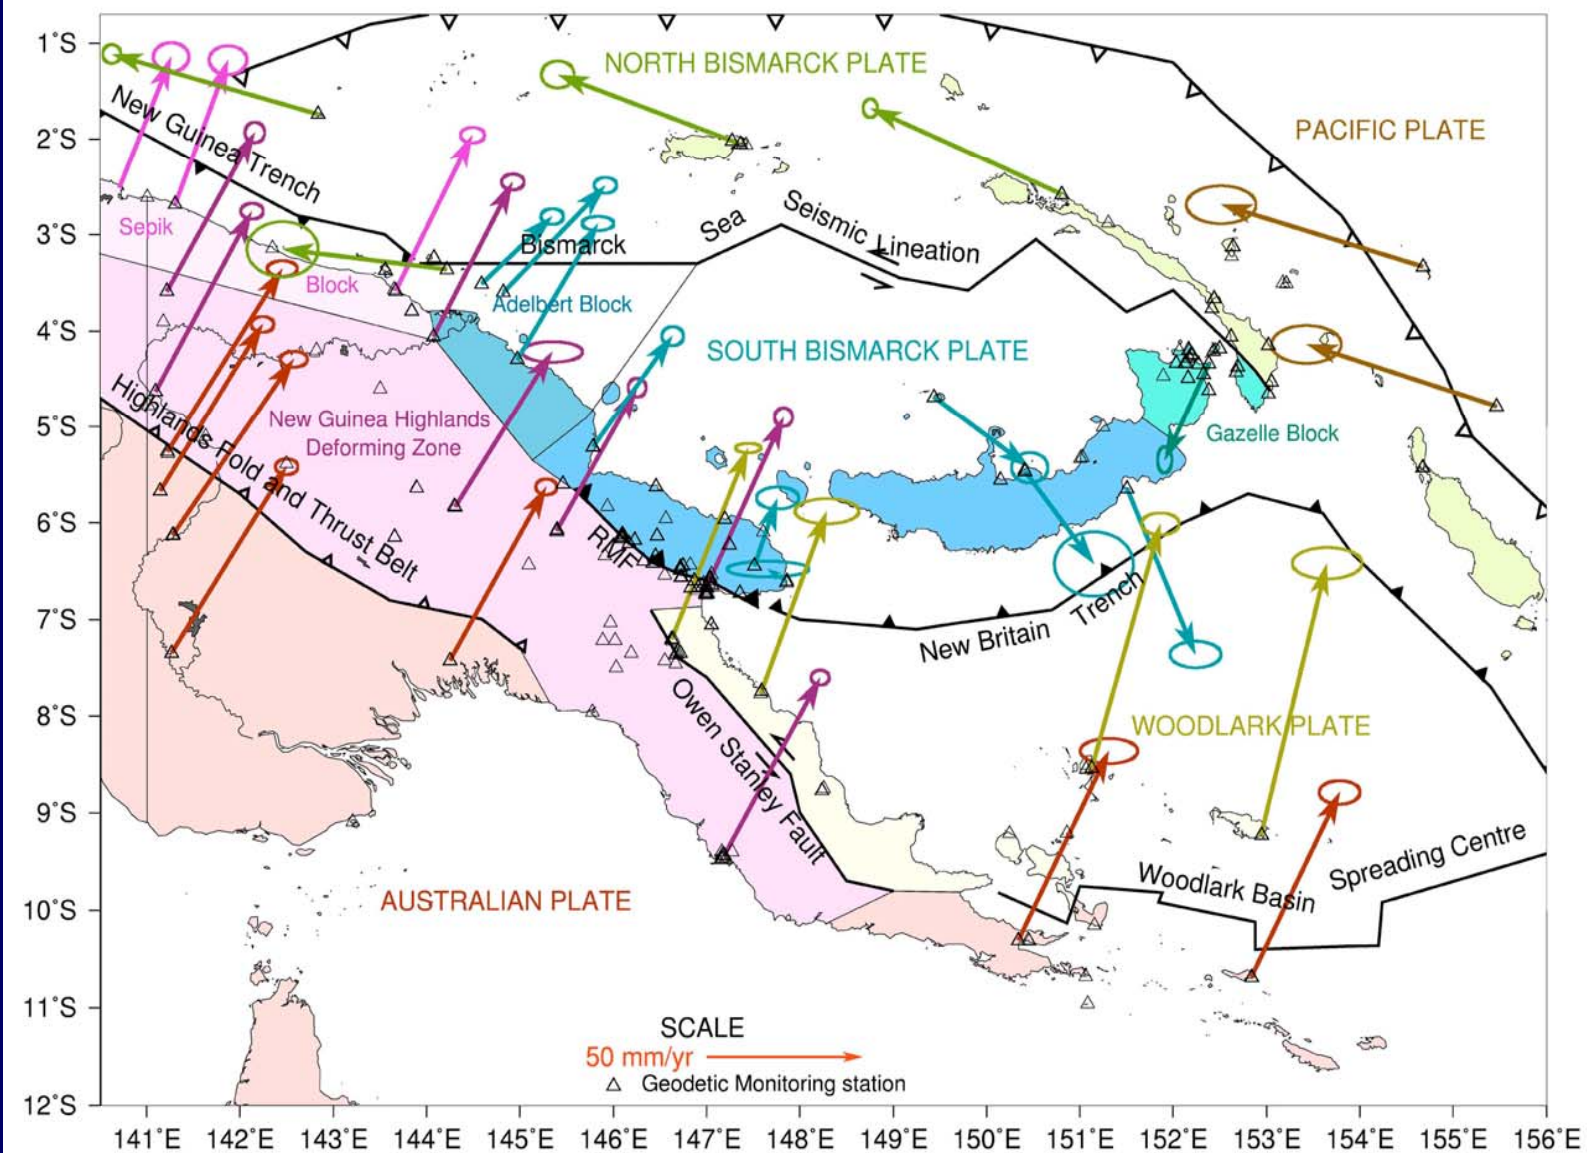 1°S
2°S
3°S
4°S
5°S
6°S
7°S
8°S
9°S
10°S
11°S
12°S
NORTH BISMARCK PLATE
PACIFIC PLATE
New Guinea Trench
Sepik
Block
Bismarck
Sea
Seismic
Lineation
Adelbert Block
SOUTH BISMARCK PLATE
New Guinea Highlands
Deforming Zone
Highlands Fold and Thrust Belt
Gazelle Block
RMF
New Britain
Trench
Owen Stanley Fault
WOODLARK PLATE
AUSTRALIAN PLATE
Woodlark Basin
Spreading Centre
SCALE
50 mm/yr
Geodetic Monitoring station
141°E
142°E
143°E
144°E
145°E
146°E
147°E
148°E
149°E
150°E
151°E
152°E
153°E
154°E
155°E
156°E